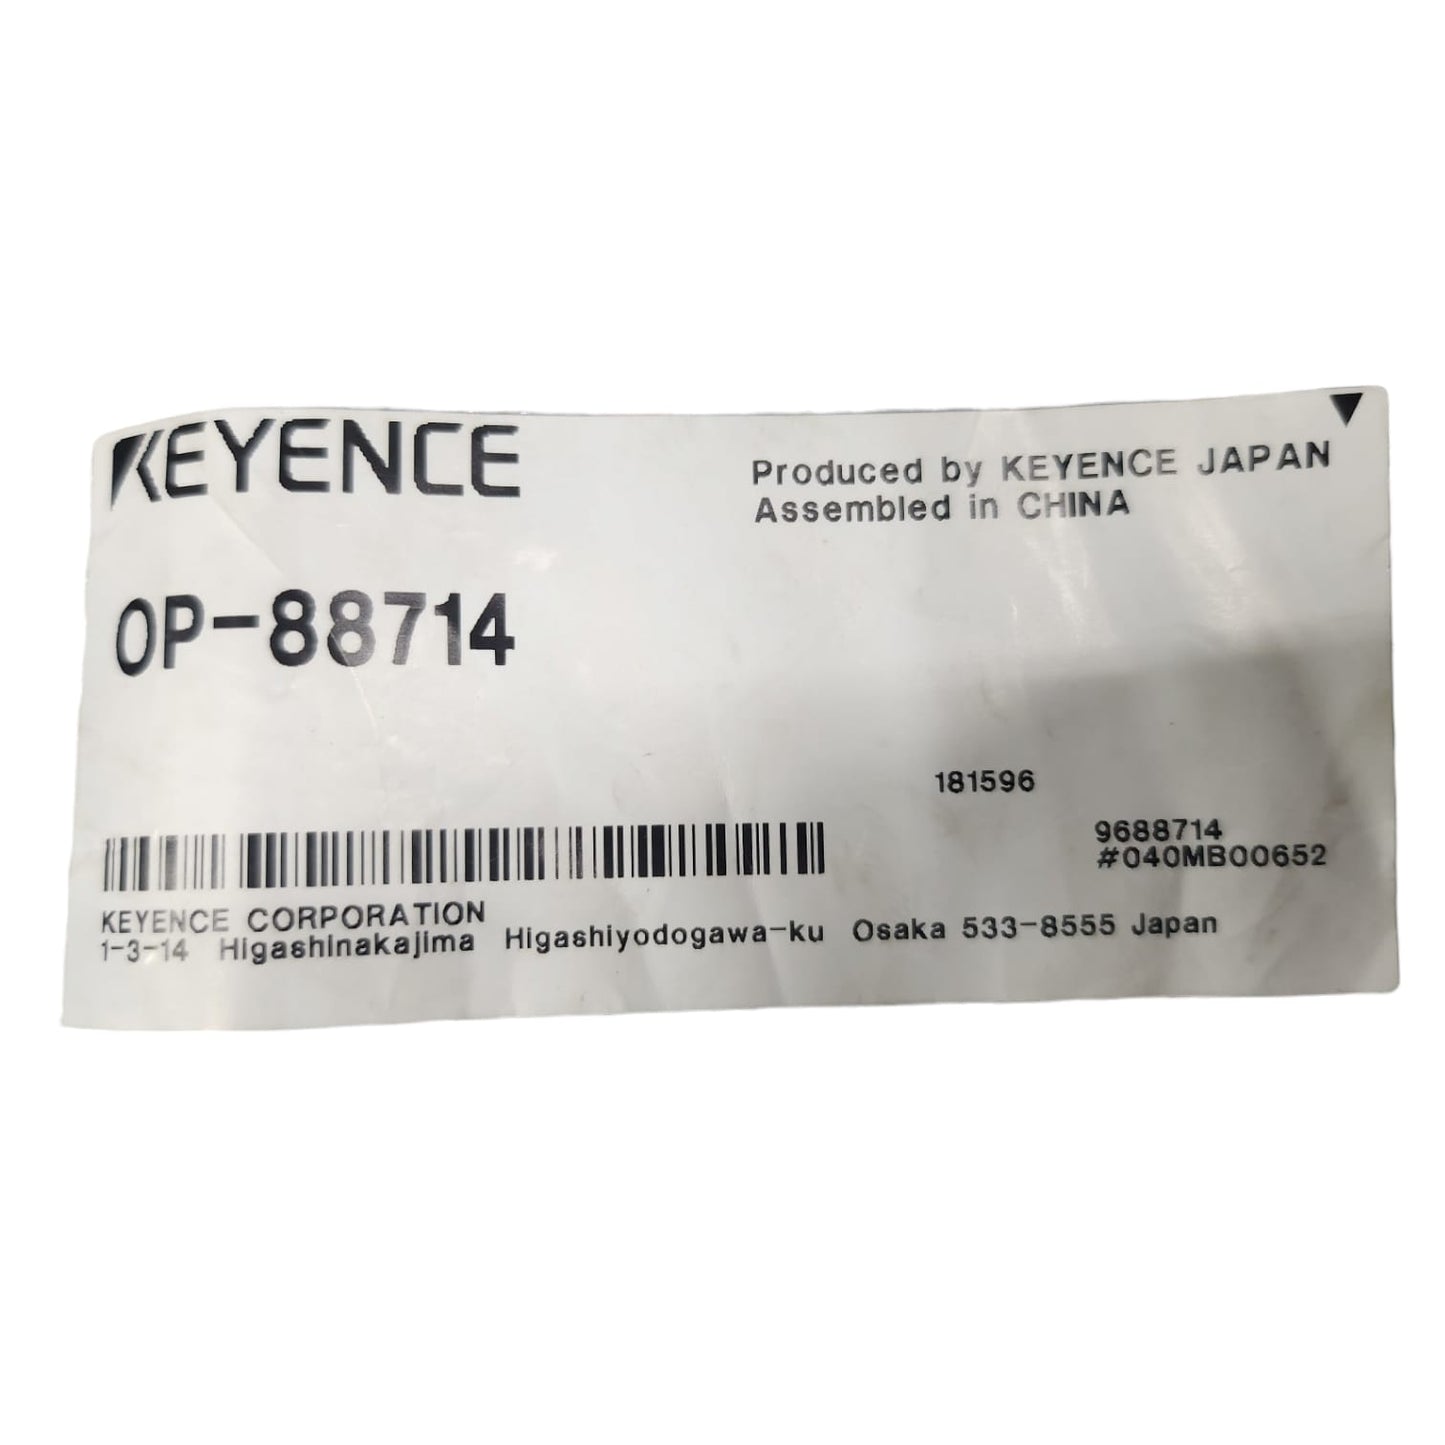 KEYENCE
Produced by KEYENCE JAPAN
Assembled in CHINA
OP-88714
181596
9688714
#040MB00652
KEYENCE CORPORATION
1-3-14 Higashinakajima Higashiyodogawa-ku Osaka 533-8555 Japan